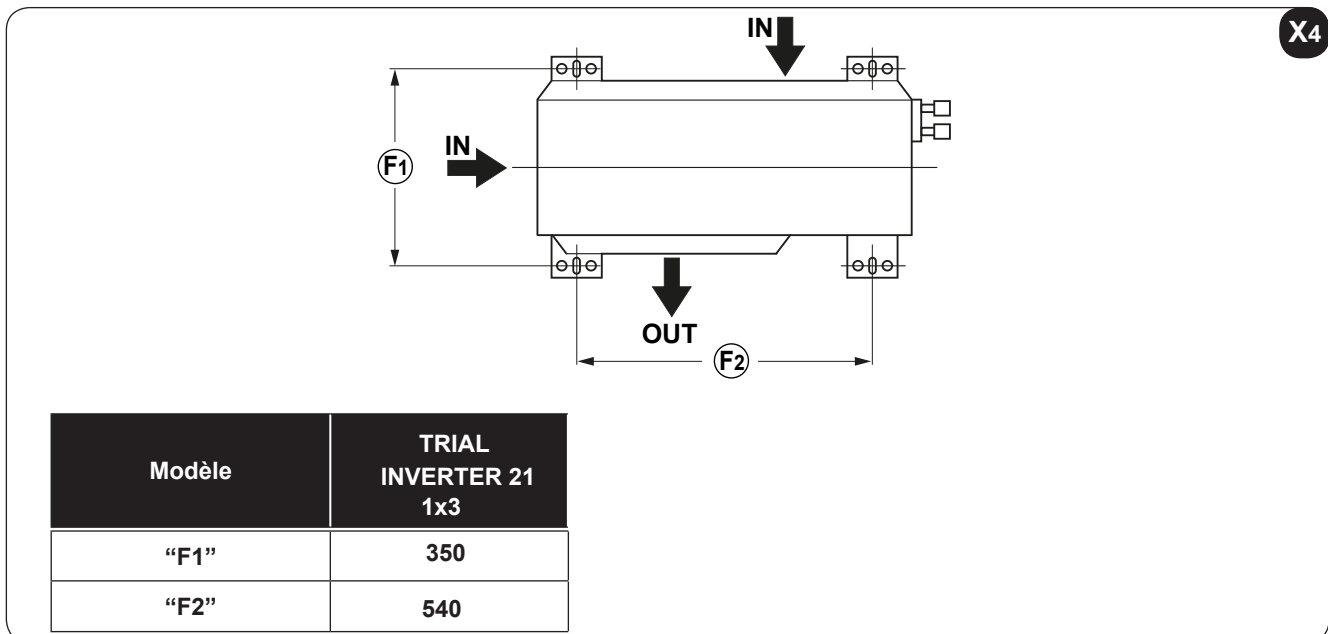 X4
IN
IN
F1
OUT
F2
Modèle
TRIAL
INVERTER 21
1x3
“F1”
350
“F2”
540